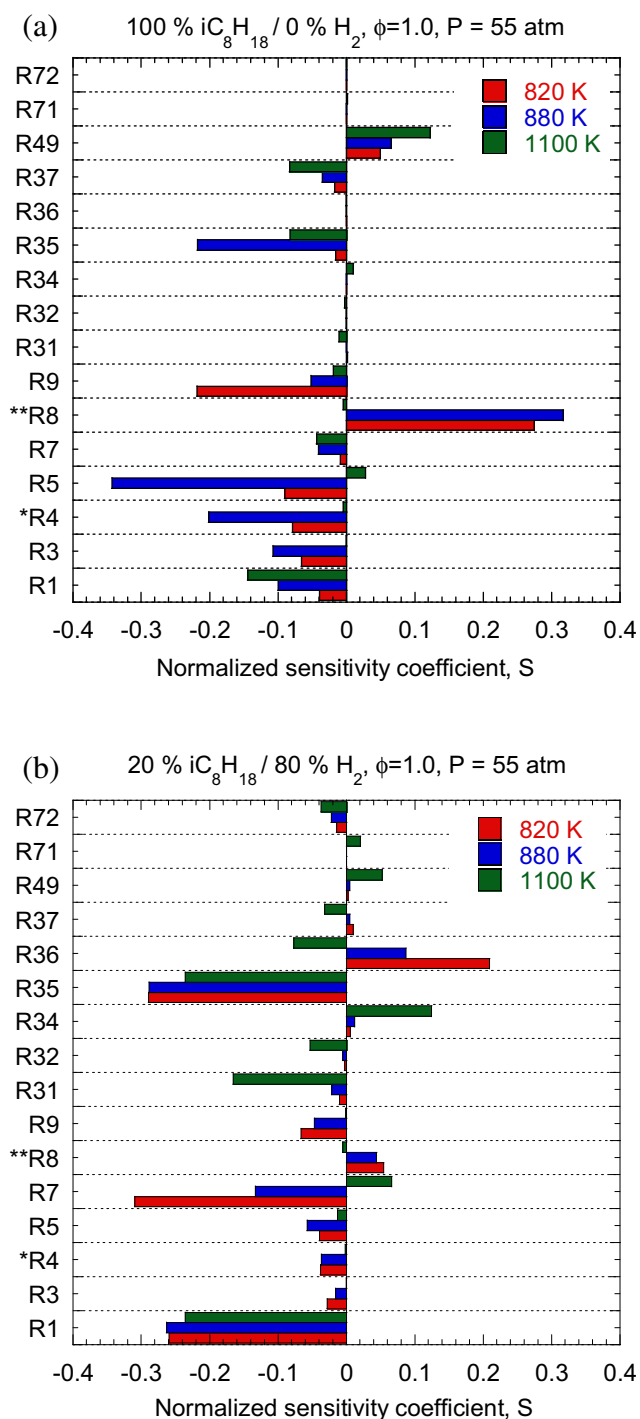 (a)
100 % iC₈H₁₈ / 0 % H₂, ϕ=1.0, P = 55 atm
R72
R71
R49
R37
R36
R35
R34
R32
R31
R9
**R8
R7
R5
*R4
R3
R1
820 K
880 K
1100 K
-0.4 -0.3 -0.2 -0.1 0 0.1 0.2 0.3 0.4
Normalized sensitivity coefficient, S
(b)
20 % iC₈H₁₈ / 80 % H₂, ϕ=1.0, P = 55 atm
R72
R71
R49
R37
R36
R35
R34
R32
R31
R9
**R8
R7
R5
*R4
R3
R1
820 K
880 K
1100 K
-0.4 -0.3 -0.2 -0.1 0 0.1 0.2 0.3 0.4
Normalized sensitivity coefficient, S